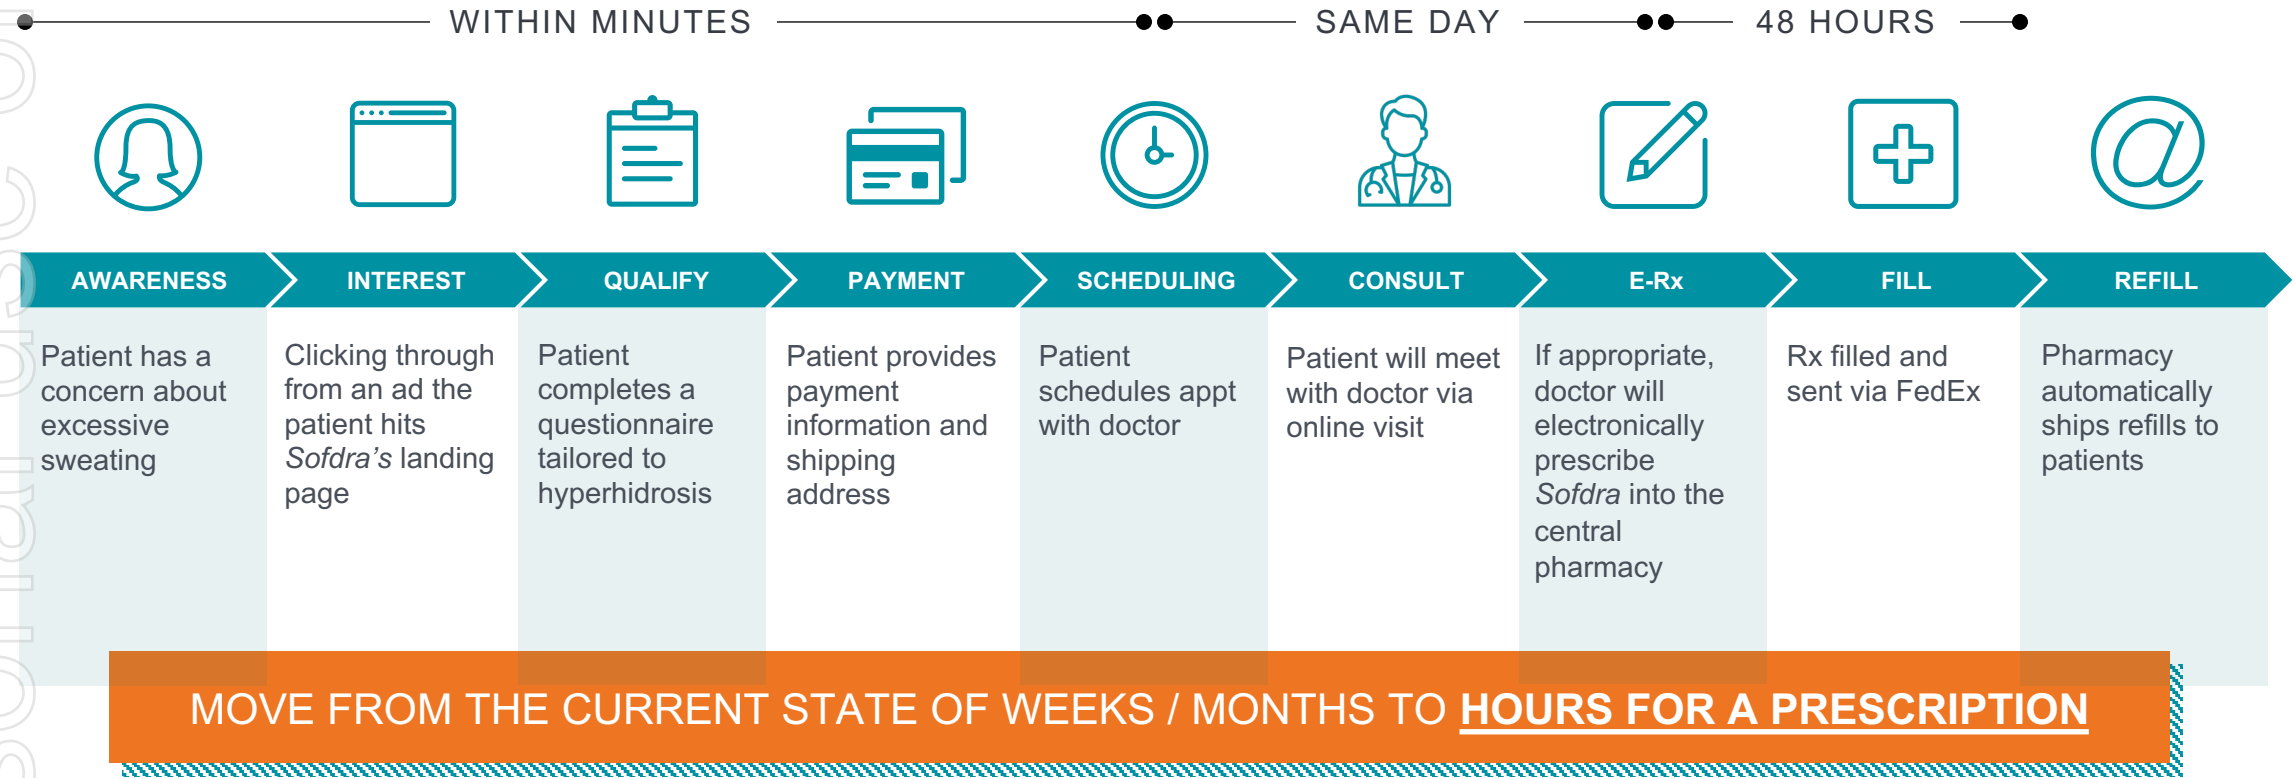 WITHIN MINUTES
SAME DAY
48 HOURS
AWARENESS
INTEREST
QUALIFY
PAYMENT
SCHEDULING
CONSULT
E-Rx
FILL
REFILL
Patient has a
concern about
excessive
sweating
Clicking through
from an ad the
patient hits
Sofdra's landing
page
Patient
completes a
questionnaire
tailored to
hyperhidrosis
Patient provides
payment
information and
shipping
address
Patient
schedules appt
with doctor
Patient will meet
with doctor via
online visit
If appropriate,
doctor will
electronically
prescribe
Sofdra into the
central
pharmacy
Rx filled and
sent via FedEx
Pharmacy
automatically
ships refills to
patients
MOVE FROM THE CURRENT STATE OF WEEKS / MONTHS TO HOURS FOR A PRESCRIPTION